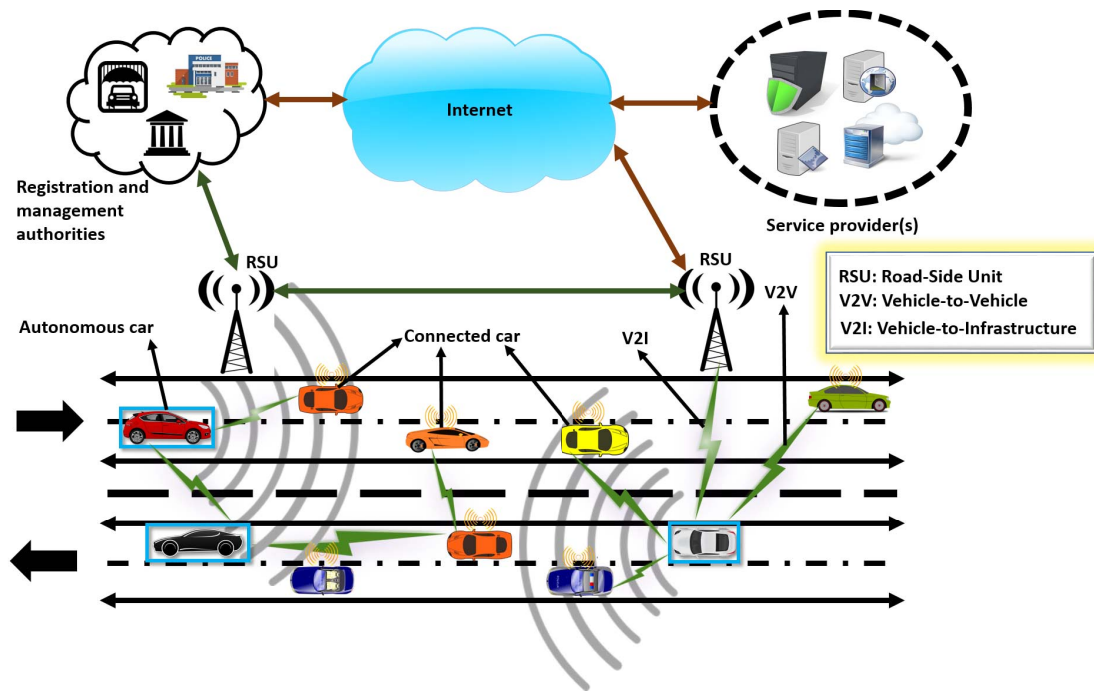 POLICE
Internet
Registration and
management
authorities
Service provider(s)
RSU
RSU
RSU: Road-Side Unit
V2V: Vehicle-to-Vehicle
V2I: Vehicle-to-Infrastructure
V2V
Autonomous car
Connected car
V2I